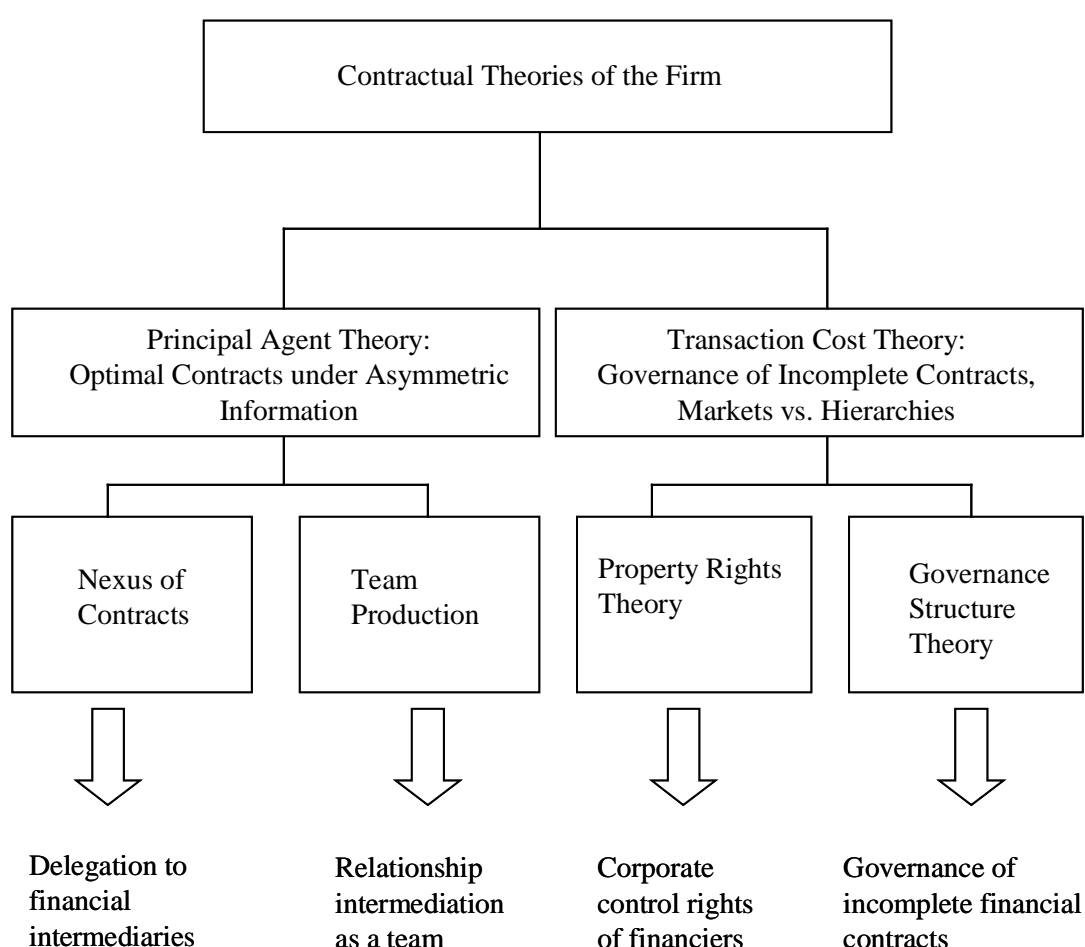 Contractual Theories of the Firm
Principal Agent Theory:
Optimal Contracts under Asymmetric
Information
Transaction Cost Theory:
Governance of Incomplete Contracts,
Markets vs. Hierarchies
Nexus of
Contracts
Team
Production
Property Rights
Theory
Governance
Structure
Theory
Delegation to
financial
intermediaries
Relationship
intermediation
as a team
Corporate
control rights
of financiers
Governance of
incomplete financial
contracts